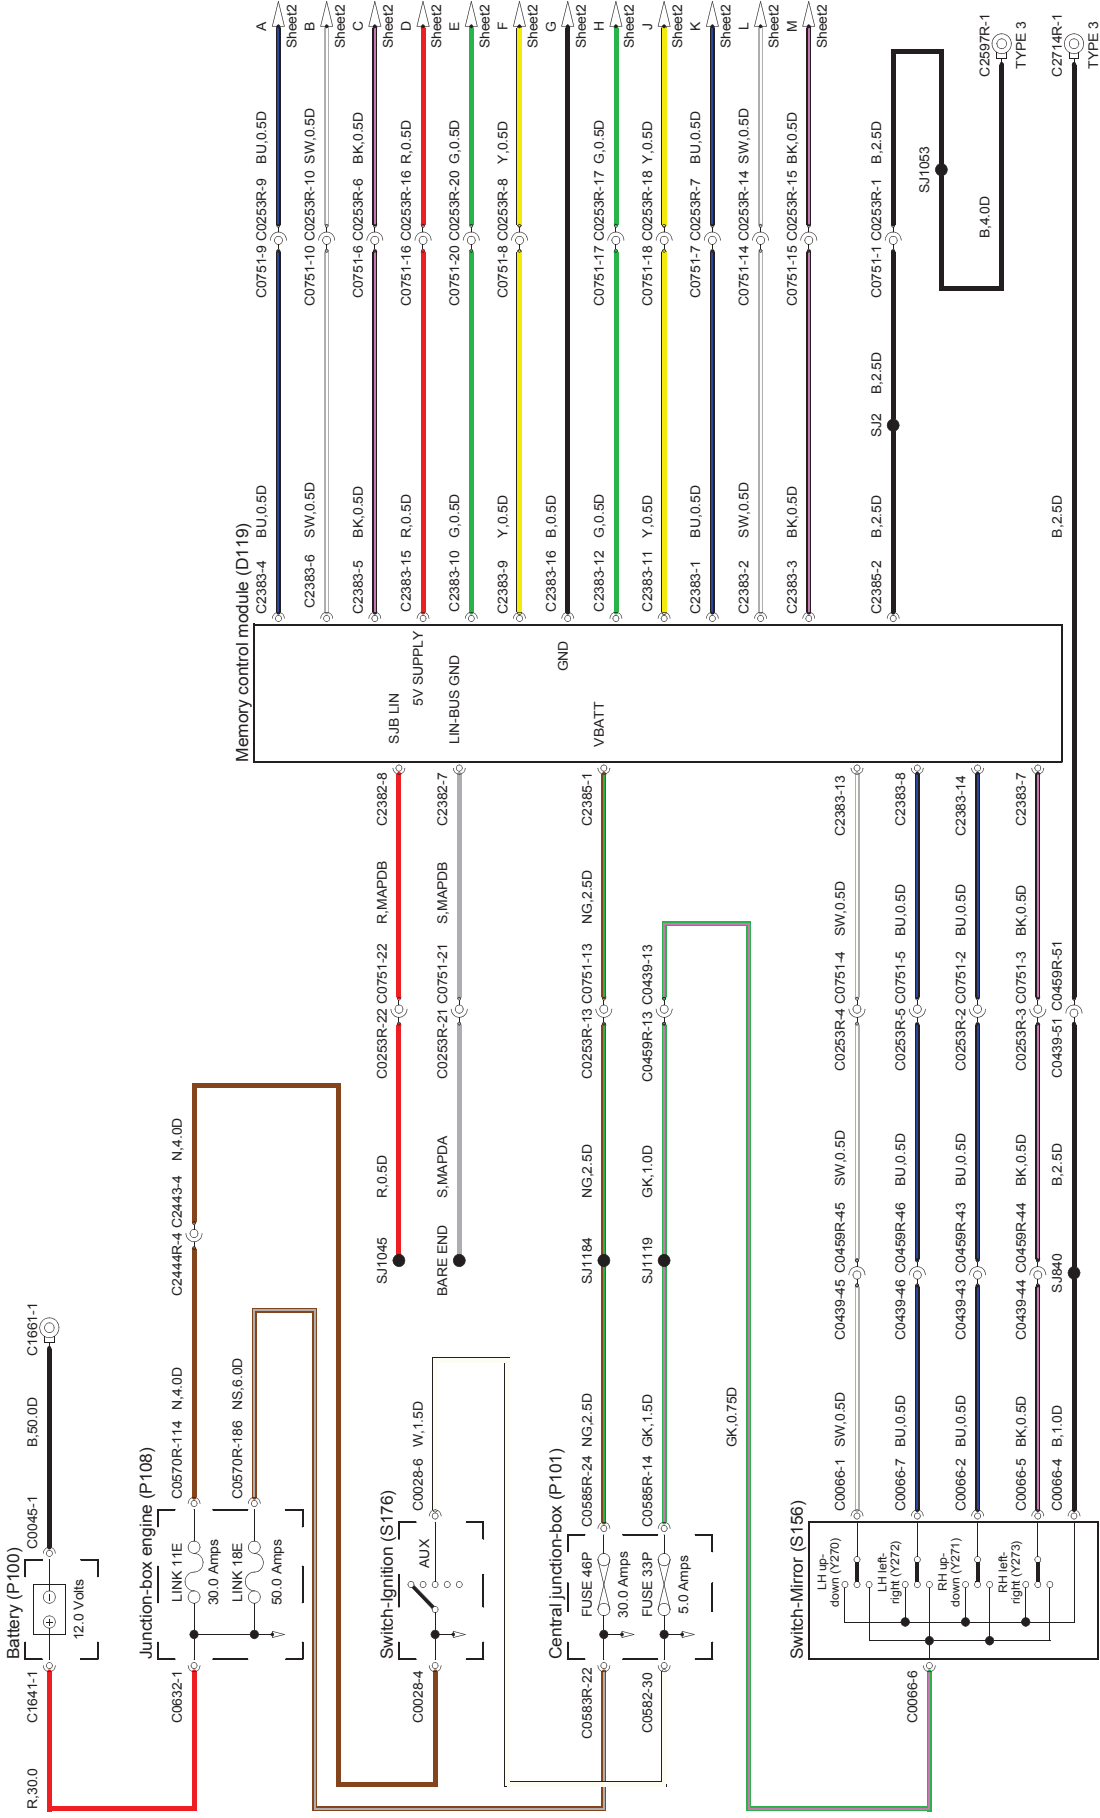 Battery (P100)
12.0 Volts
C1641-1
R,30.0
C0045-1
B,50.0D
C1661-1
Junction-box engine (P108)
LINK 11E
30.0 Amps
LINK 18E
50.0 Amps
C0632-1
C0570R-114
N,4.0D
C2444R-4
C2443-4
N,4.0D
C0570R-186
NS,6.0D
Switch-Ignition (S176)
AUX
C0028-4
C0028-6
W,1.5D
Central junction-box (P101)
FUSE 46P
30.0 Amps
FUSE 33P
5.0 Amps
C0583R-22
C0582-30
C0585R-24
NG,2.5D
SJ1184
NG,2.5D
C0253R-13
C0751-13
NG,2.5D
C2385-1
C0585R-14
GK,1.5D
SJ1119
GK,1.0D
C0459R-13
C0439-13
GK,0.75D
SJ1045
R,0.5D
C0253R-22
C0751-22
R,MAPDB
C2382-8
BARE END
S,MAPDA
C0253R-21
C0751-21
S,MAPDB
C2382-7
Switch-Mirror (S156)
LH up-
down (Y270)
LH left-
right (Y272)
RH up-
down (Y271)
RH left-
right (Y273)
C0066-6
C0066-1
SW,0.5D
C0439-45
C0459R-45
SW,0.5D
C0253R-4
C0751-4
SW,0.5D
C2383-13
C0066-7
BU,0.5D
C0439-46
C0459R-46
BU,0.5D
C0253R-5
C0751-5
BU,0.5D
C2383-8
C0066-2
BU,0.5D
C0439-43
C0459R-43
BU,0.5D
C0253R-2
C0751-2
BU,0.5D
C2383-14
C0066-5
BK,0.5D
C0439-44
C0459R-44
BK,0.5D
C0253R-3
C0751-3
BK,0.5D
C2383-7
C0066-4
B,1.0D
SJ840
B,2.5D
C0439-51
C0459R-51
B,2.5D
C2714R-1
TYPE 3
Memory control module (D119)
SJB LIN
5V SUPPLY
LIN-BUS GND
GND
VBATT
C2383-4
BU,0.5D
C0751-9
C0253R-9
BU,0.5D
A
Sheet2
C2383-6
SW,0.5D
C0751-10
C0253R-10
SW,0.5D
B
Sheet2
C2383-5
BK,0.5D
C0751-6
C0253R-6
BK,0.5D
C
Sheet2
C2383-15
R,0.5D
C0751-16
C0253R-16
R,0.5D
D
Sheet2
C2383-10
G,0.5D
C0751-20
C0253R-20
G,0.5D
E
Sheet2
C2383-9
Y,0.5D
C0751-8
C0253R-8
Y,0.5D
F
Sheet2
C2383-16
B,0.5D
G
Sheet2
C2383-12
G,0.5D
C0751-17
C0253R-17
G,0.5D
H
Sheet2
C2383-11
Y,0.5D
C0751-18
C0253R-18
Y,0.5D
J
Sheet2
C2383-1
BU,0.5D
C0751-17
C0253R-7
BU,0.5D
K
Sheet2
C2383-2
SW,0.5D
C0751-14
C0253R-14
SW,0.5D
L
Sheet2
C2383-3
BK,0.5D
C0751-15
C0253R-15
BK,0.5D
M
Sheet2
C2385-2
B,2.5D
SJ2
B,2.5D
C0751-1
C0253R-1
B,2.5D
SJ1053
B,4.0D
C2597R-1
TYPE 3